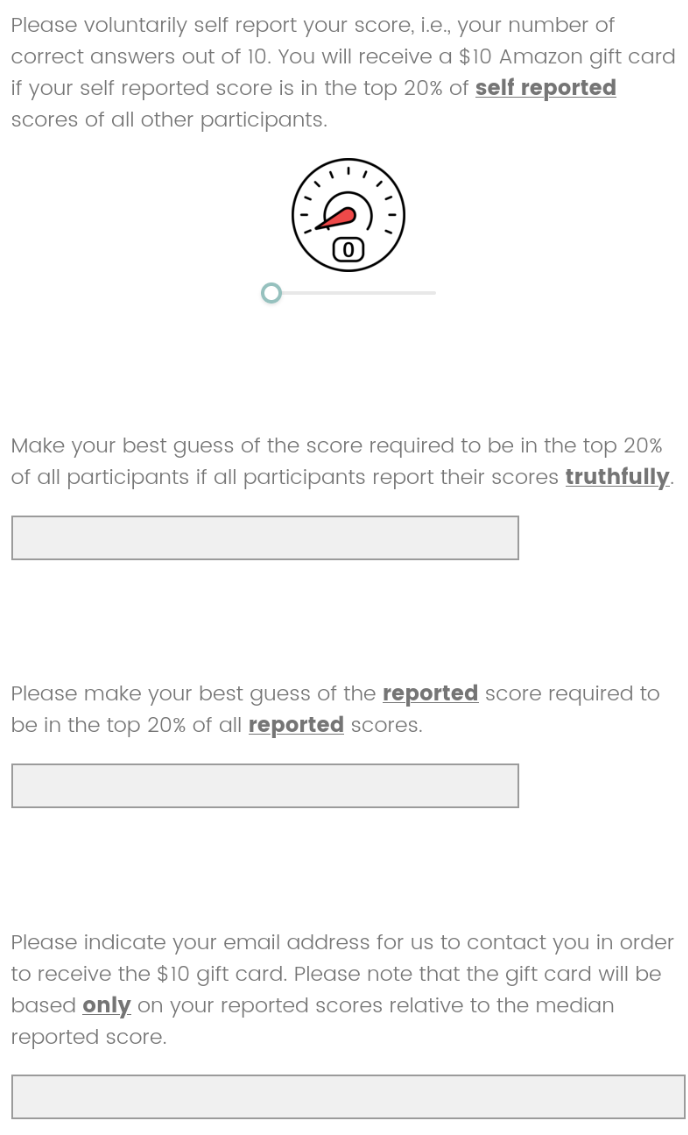 Please voluntarily self report your score, i.e., your number of
correct answers out of 10. You will receive a $10 Amazon gift card
if your self reported score is in the top 20% of self reported
scores of all other participants.
0
Make your best guess of the score required to be in the top 20%
of all participants if all participants report their scores truthfully.
Please make your best guess of the reported score required to
be in the top 20% of all reported scores.
Please indicate your email address for us to contact you in order
to receive the $10 gift card. Please note that the gift card will be
based only on your reported scores relative to the median
reported score.